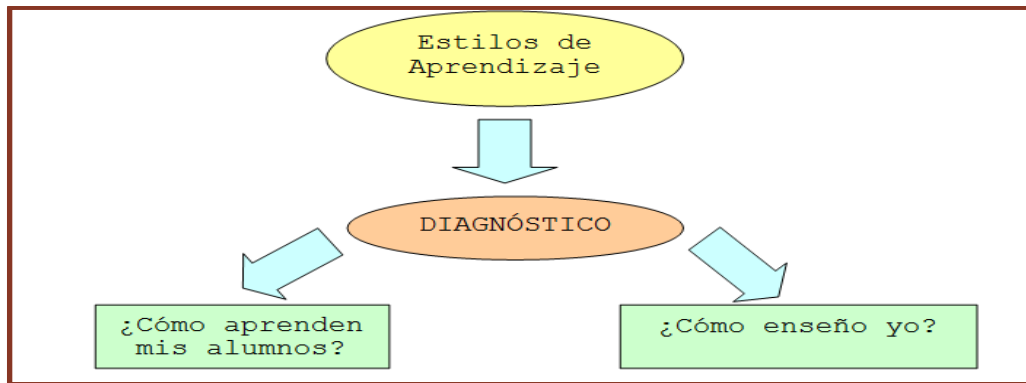 Estilos de
Aprendizaje
DIAGNÓSTICO
¿Cómo aprenden
mis alumnos?
¿Cómo enseño yo?